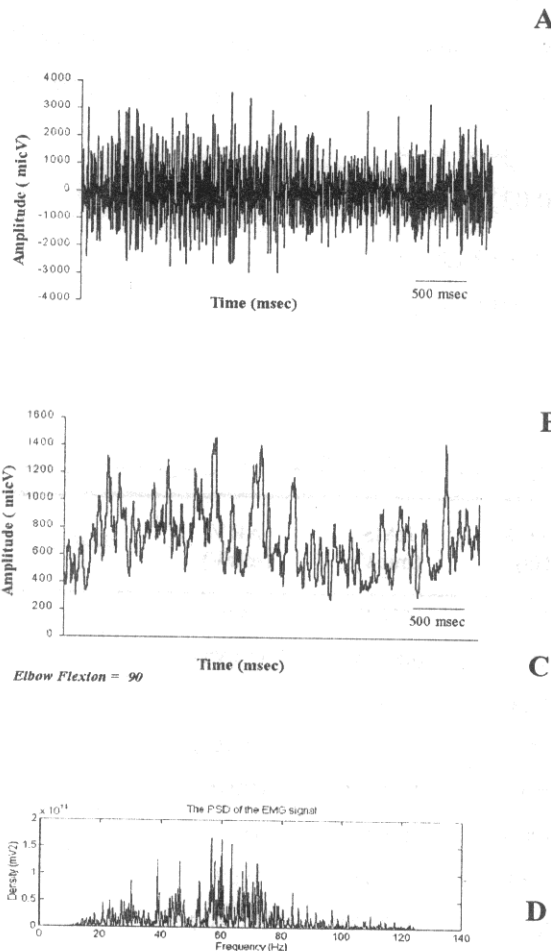 A
4000
3000
2000
1000
0
-1000
-2000
-3000
-4000
Amplitude ( micV)
Time (msec)
500 msec
B
1600
1400
1200
1000
800
600
400
200
0
Amplitude ( micV)
500 msec
Time (msec)
Elbow Flexion = 90
C
The PSD of the EMG signal
2
1.5
1
0.5
0
Density (mV2)
0 20 40 60 80 100 120 140
Frequency (Hz)
D